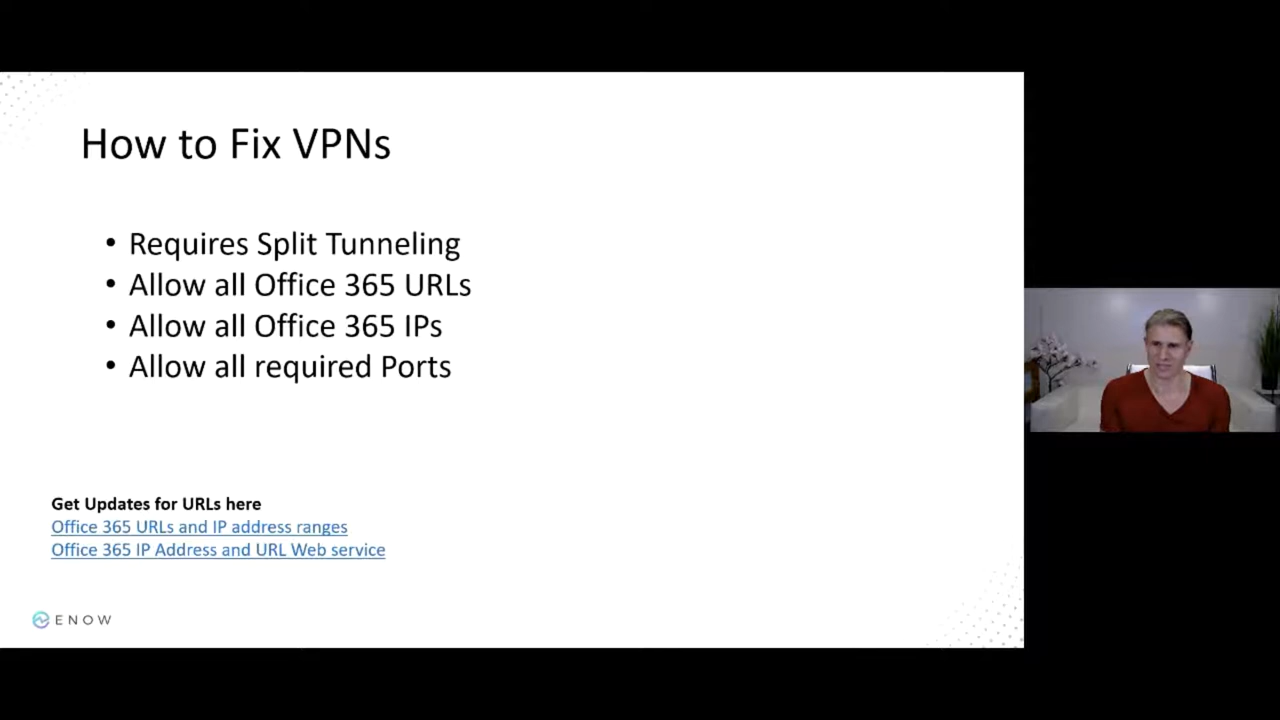 How to Fix VPNs
• Requires Split Tunneling
• Allow all Office 365 URLs
• Allow all Office 365 IPs
• Allow all required Ports
Get Updates for URLs here
Office 365 URLs and IP address ranges
Office 365 IP Address and URL Web service
ENOW